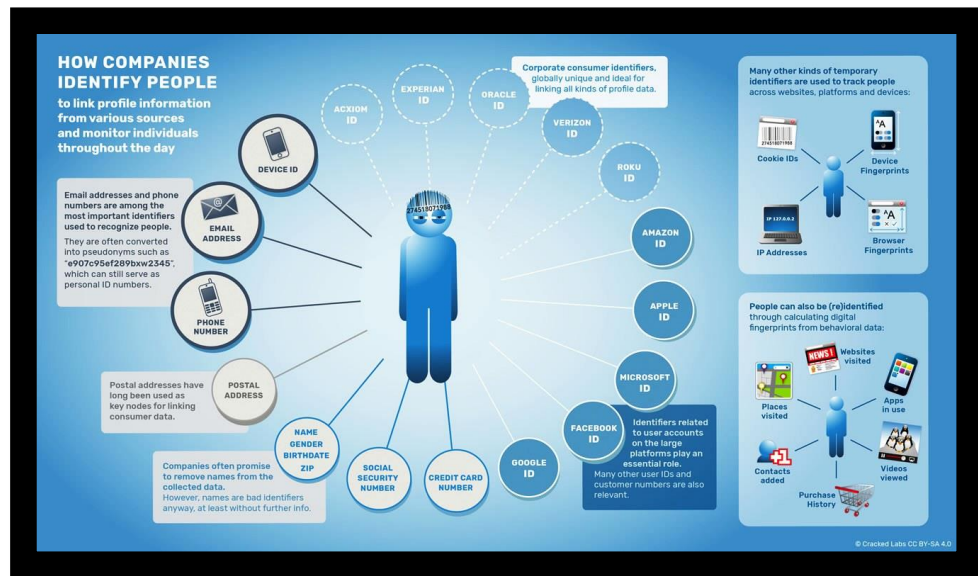 HOW COMPANIES
IDENTIFY PEOPLE
to link profile information
from various sources
and monitor individuals
throughout the day
DEVICE ID
Email addresses and phone
numbers are among the
most important identifiers
used to recognize people.
They are often converted
into pseudonyms such as
"e907c95ef289bxw2345",
which can still serve as
personal ID numbers.
EMAIL
ADDRESS
PHONE
NUMBER
Postal addresses have
long been used as
key nodes for linking
consumer data.
POSTAL
ADDRESS
Companies often promise
to remove names from the
collected data.
However, names are bad identifiers
anyway, at least without further info.
NAME
GENDER
BIRTHDATE
ZIP
SOCIAL
SECURITY
NUMBER
CREDIT CARD
NUMBER
274518071988
ACXIOM
ID
EXPERIAN
ID
ORACLE
ID
Corporate consumer identifiers,
globally unique and ideal for
linking all kinds of profile data.
VERIZON
ID
ROKU
ID
AMAZON
ID
APPLE
ID
MICROSOFT
ID
FACEBOOK
ID
GOOGLE
ID
Identifiers related
to user accounts
on the large
platforms play an
essential role.
Many other user IDs and
customer numbers are also
relevant.
Many other kinds of temporary
identifiers are used to track people
across websites, platforms and devices:
274518071988
Cookie IDs
AA
Device
Fingerprints
IP 127.0.0.2
IP Addresses
AA
Browser
Fingerprints
People can also be (re)identified
through calculating digital
fingerprints from behavioral data:
NEWS !
Websites
visited
Places
visited
Apps
in use
+1
Contacts
added
Videos
viewed
Purchase
History
© Cracked Labs CC BY-SA 4.0